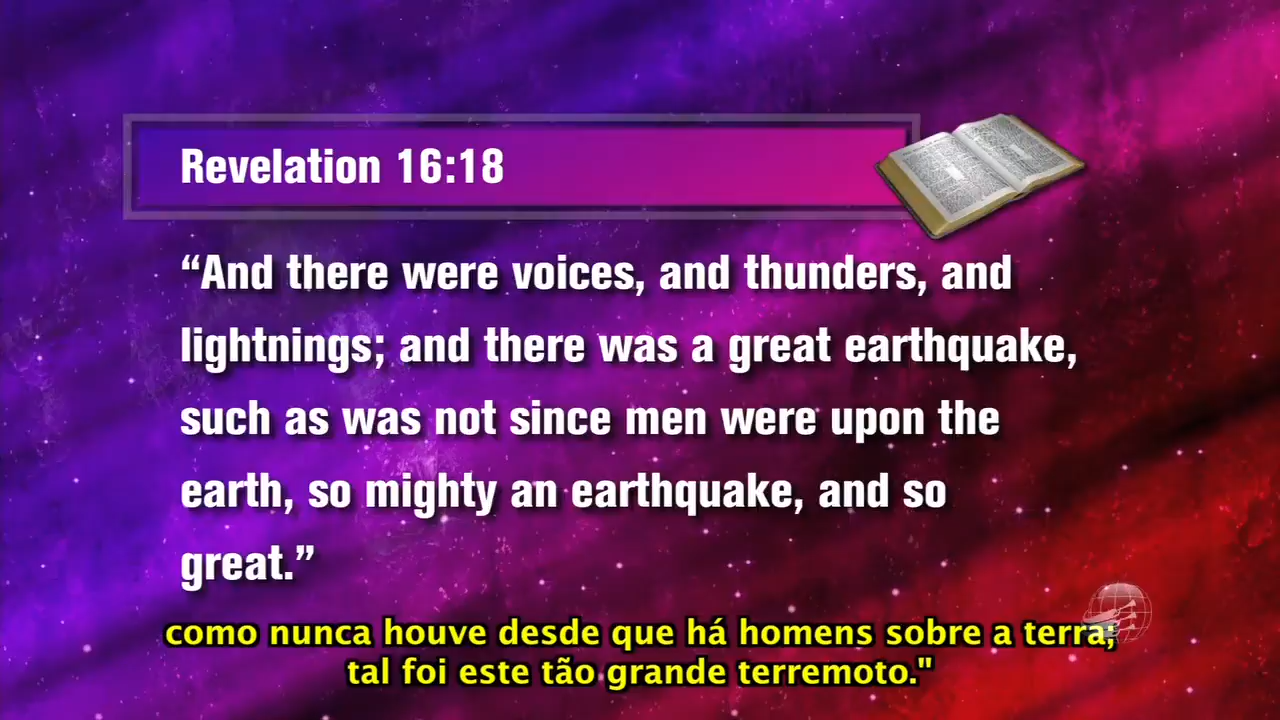 Revelation 16:18
“And there were voices, and thunders, and
lightnings; and there was a great earthquake,
such as was not since men were upon the
earth, so mighty an earthquake, and so
great.”
como nunca houve desde que há homens sobre a terra;
tal foi este tão grande terremoto."